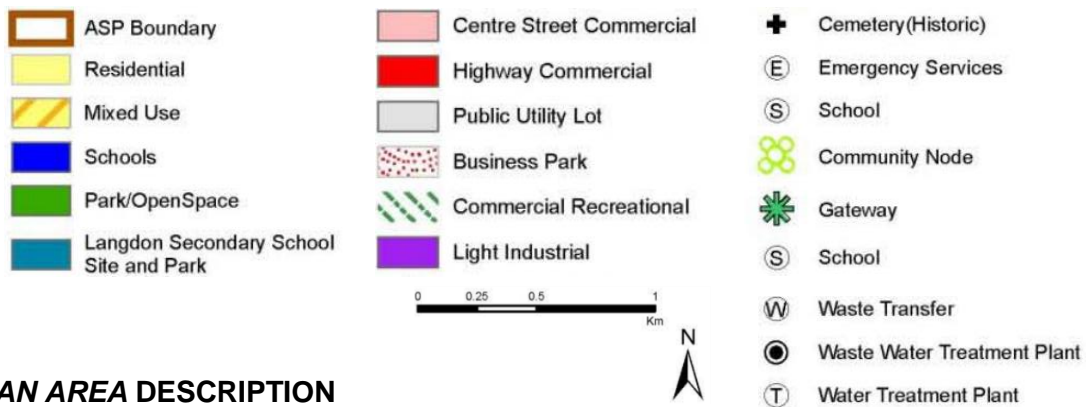 ASP Boundary
Residential
Mixed Use
Schools
Park/OpenSpace
Langdon Secondary School
Site and Park
Centre Street Commercial
Highway Commercial
Public Utility Lot
Business Park
Commercial Recreational
Light Industrial
0 0.25 0.5 1
Km
N
Cemetery(Historic)
E Emergency Services
S School
Community Node
Gateway
S School
W Waste Transfer
Waste Water Treatment Plant
T Water Treatment Plant
AN AREA DESCRIPTION